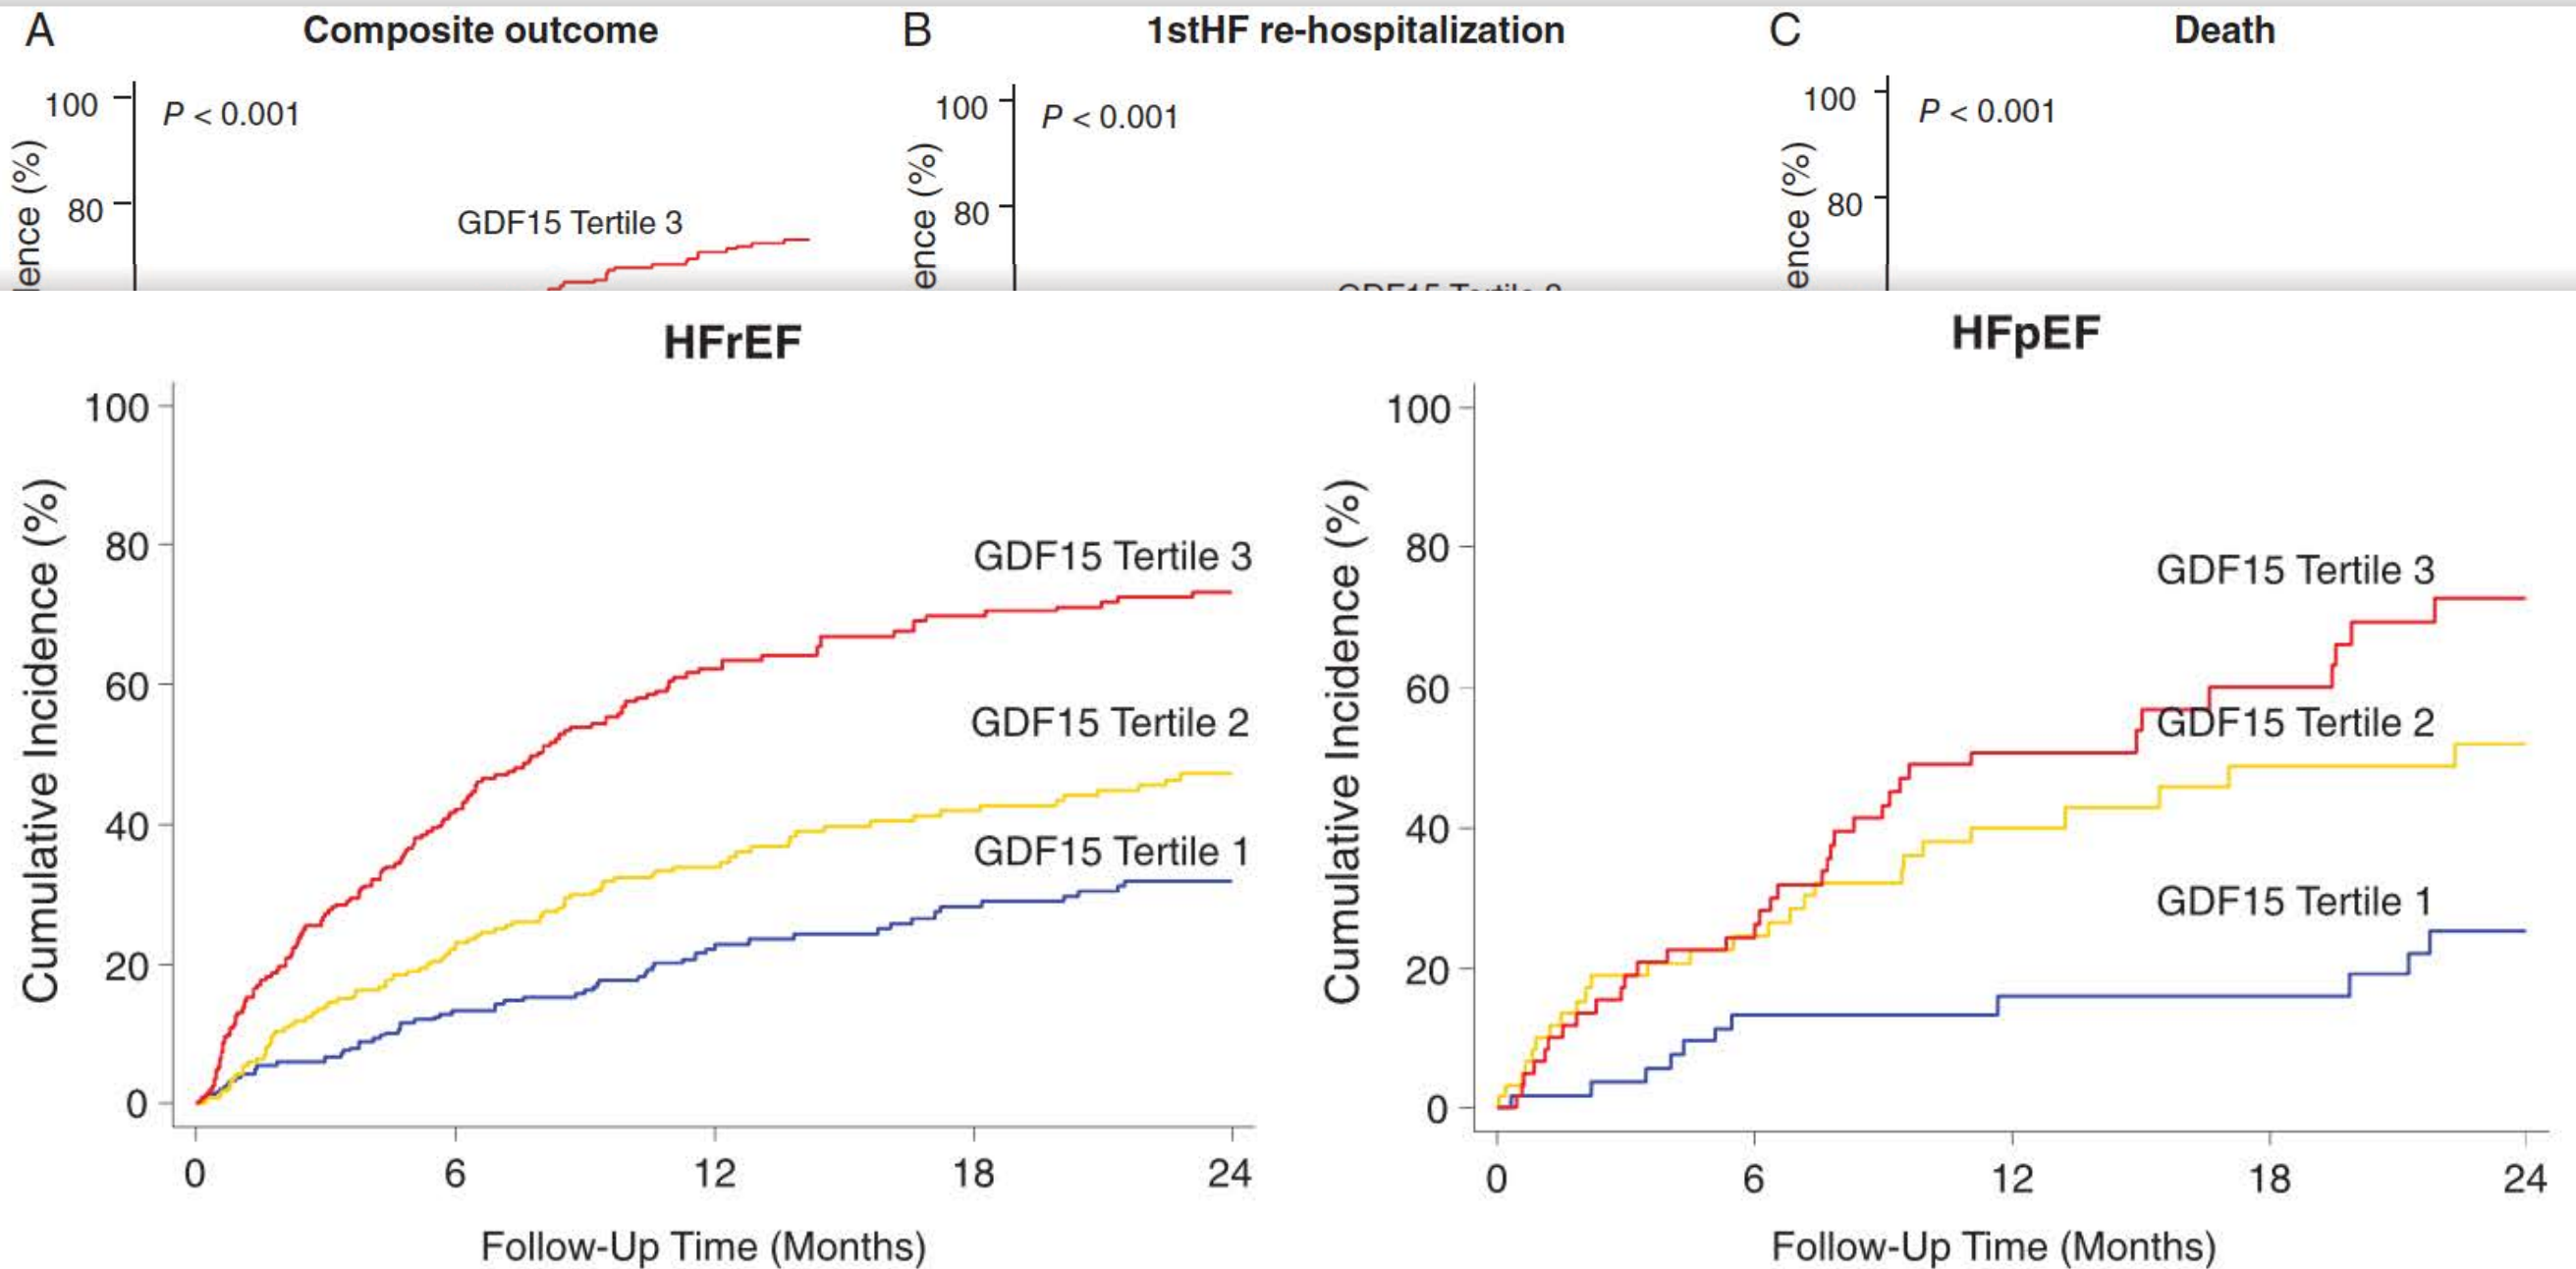 A Composite outcome
B 1stHF re-hospitalization
C Death
100
P < 0.001
80
GDF15 Tertile 3
100
P < 0.001
80
100
P < 0.001
80
HFrEF
Cumulative Incidence (%)
100
80
60
40
20
0
GDF15 Tertile 3
GDF15 Tertile 2
GDF15 Tertile 1
0 6 12 18 24
Follow-Up Time (Months)
HFpEF
Cumulative Incidence (%)
100
80
60
40
20
0
GDF15 Tertile 3
GDF15 Tertile 2
GDF15 Tertile 1
0 6 12 18 24
Follow-Up Time (Months)